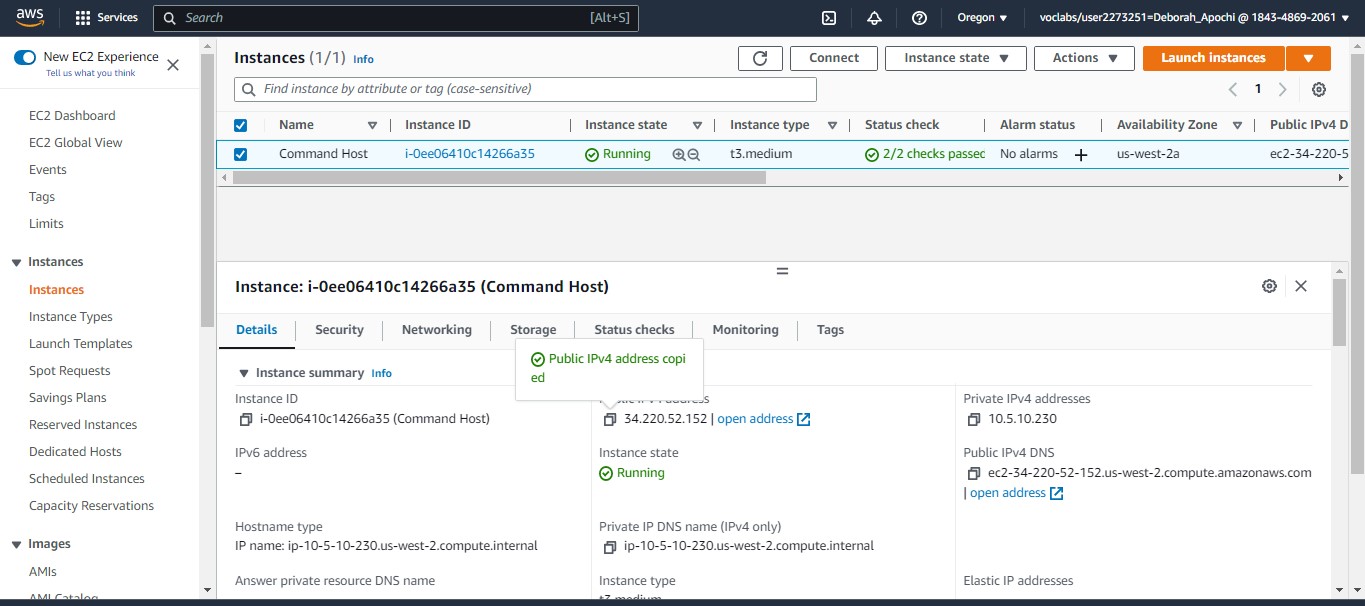 aws
Services
Search [Alt+S]
Oregon
voclabs/user2273251=Deborah_Apochi @ 1843-4869-2061
New EC2 Experience
Tell us what you think
EC2 Dashboard
EC2 Global View
Events
Tags
Limits
Instances
Instances
Instance Types
Launch Templates
Spot Requests
Savings Plans
Reserved Instances
Dedicated Hosts
Scheduled Instances
Capacity Reservations
Images
AMIs
AMI Catalog
Instances (1/1) Info
Connect
Instance state
Actions
Launch instances
Find instance by attribute or tag (case-sensitive)
1
Name Instance ID Instance state Instance type Status check Alarm status Availability Zone Public IPv4 D
Command Host i-0ee06410c14266a35 Running t3.medium 2/2 checks passed No alarms us-west-2a ec2-34-220-5
Instance: i-0ee06410c14266a35 (Command Host)
Details Security Networking Storage Status checks Monitoring Tags
Public IPv4 address copi
ed
Instance summary Info
Instance ID
i-0ee06410c14266a35 (Command Host)
address
34.220.52.152 | open address
Private IPv4 addresses
10.5.10.230
IPv6 address
–
Instance state
Running
Public IPv4 DNS
ec2-34-220-52-152.us-west-2.compute.amazonaws.com
| open address
Hostname type
IP name: ip-10-5-10-230.us-west-2.compute.internal
Private IP DNS name (IPv4 only)
ip-10-5-10-230.us-west-2.compute.internal
Answer private resource DNS name
Instance type
t3.medium
Elastic IP addresses